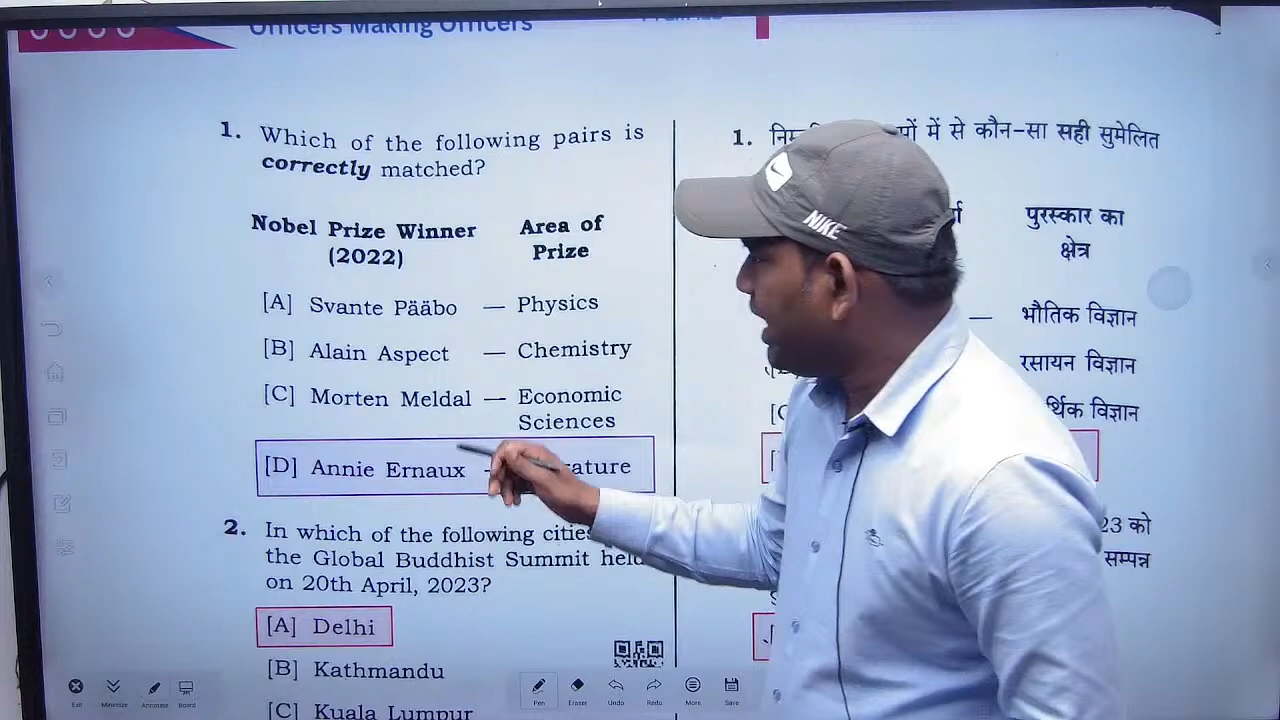 Officers Making Officers
1. Which of the following pairs is
correctly matched?
Nobel Prize Winner Area of
(2022) Prize
[A] Svante Pääbo — Physics
[B] Alain Aspect — Chemistry
[C] Morten Meldal — Economic
Sciences
[D] Annie Ernaux
2. In which of the following
the Global Buddhist Summit held
on 20th April, 2023?
[A] Delhi
[B] Kathmandu
[C] Kuala Lumpur
1. में से कौन-सा सही सुमेलित
पुरस्कार का
क्षेत्र
— भौतिक विज्ञान
रसायन विज्ञान
विज्ञान
को
सम्पन्न
NIKE
Exit Minimize Annotate Board Pen Eraser Undo Redo More Save